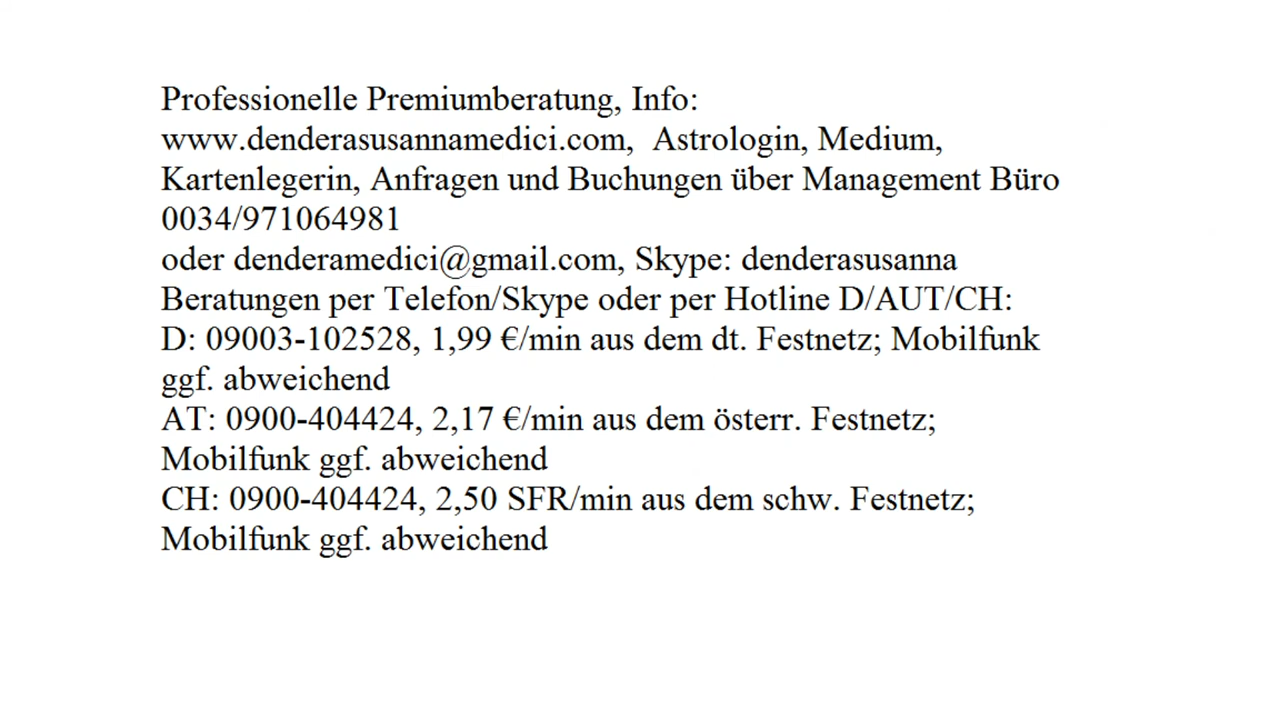 Professionelle Premiumberatung, Info:
www.denderasusannamedici.com,  Astrologin, Medium,
Kartenlegerin, Anfragen und Buchungen über Management Büro
0034/971064981
oder denderamedici@gmail.com, Skype: denderasusanna
Beratungen per Telefon/Skype oder per Hotline D/AUT/CH:
D: 09003-102528, 1,99 €/min aus dem dt. Festnetz; Mobilfunk
ggf. abweichend
AT: 0900-404424, 2,17 €/min aus dem österr. Festnetz;
Mobilfunk ggf. abweichend
CH: 0900-404424, 2,50 SFR/min aus dem schw. Festnetz;
Mobilfunk ggf. abweichend